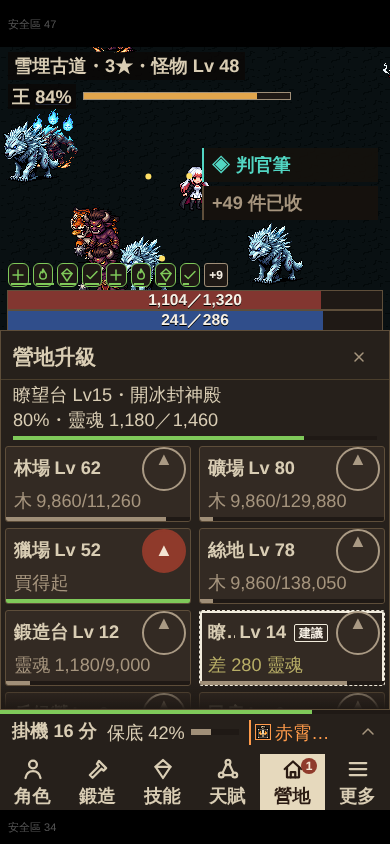 安全區 47
雪埋古道・3★・怪物 Lv 48
王 84%
◈ 判官筆
+49 件已收
+9
1,104／1,320
241／286
營地升級
×
瞭望台 Lv15・開冰封神殿
80%・靈魂 1,180／1,460
林場 Lv 62
木 9,860/11,260
礦場 Lv 80
木 9,860/129,880
獵場 Lv 52
買得起
絲地 Lv 78
木 9,860/138,050
鍛造台 Lv 12
靈魂 1,180/9,000
瞭.. Lv 14 建議
差 280 靈魂
掛機 16 分 保底 42% 赤霄…
角色 鍛造 技能 天賦 營地 1 更多
安全區 34